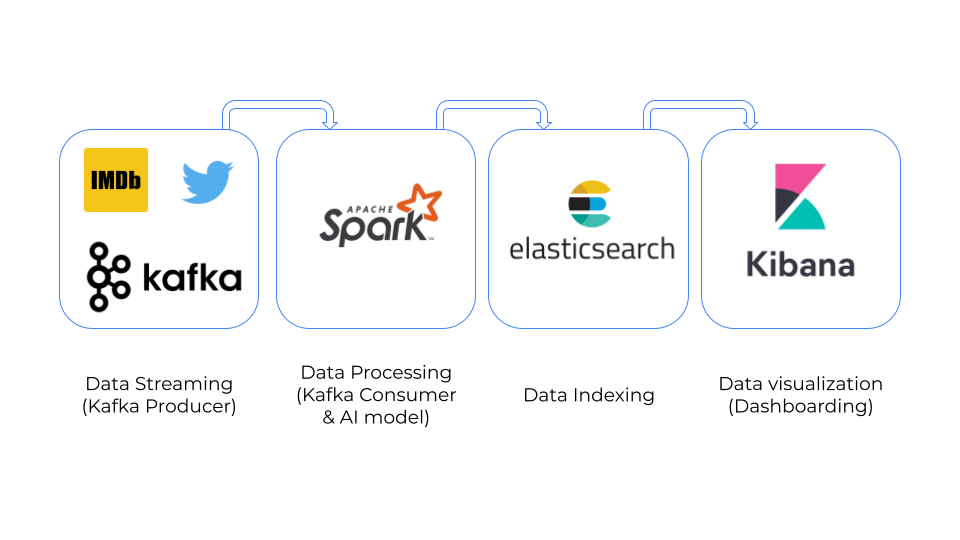 IMDb
kafka
APACHE
Spark
TM
elasticsearch
Kibana
Data Streaming
(Kafka Producer)
Data Processing
(Kafka Consumer
& AI model)
Data Indexing
Data visualization
(Dashboarding)